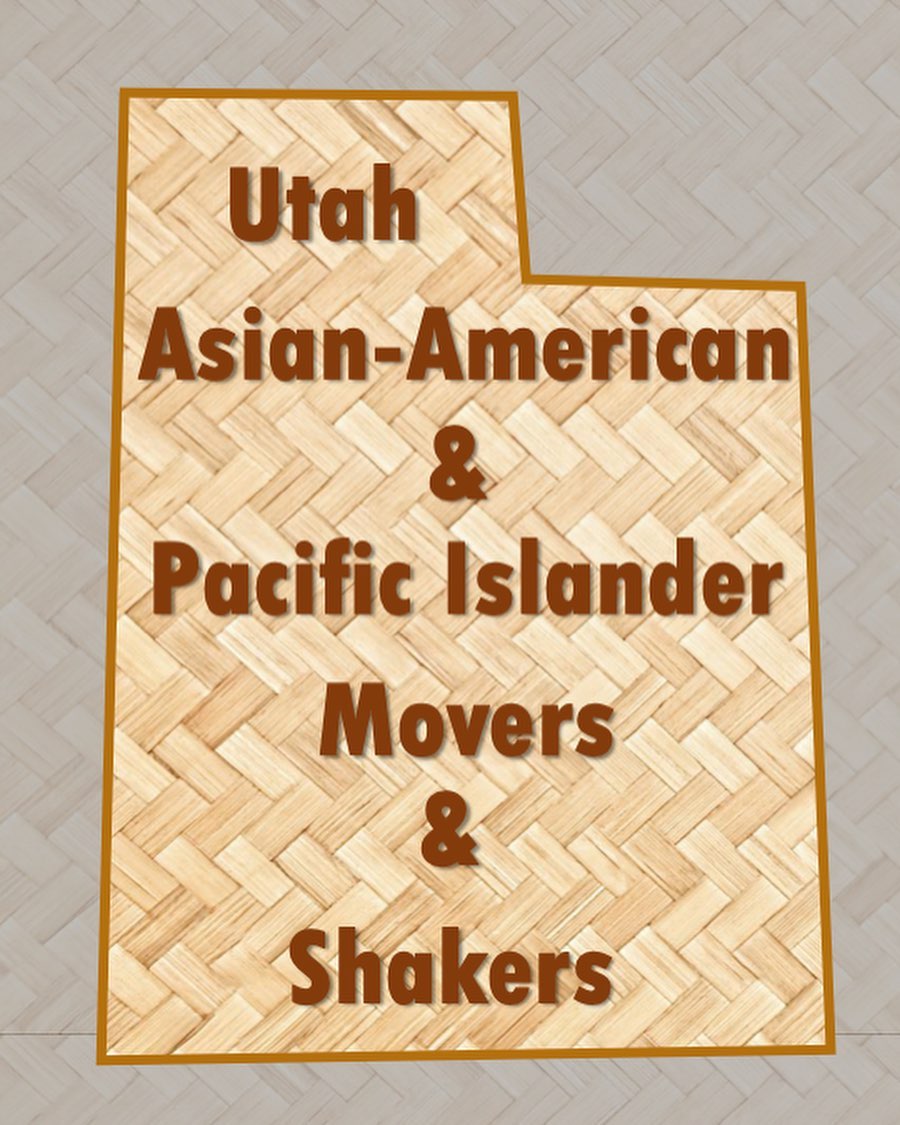 Utah
Asian-American
&
Pacific Islander
Movers
&
Shakers